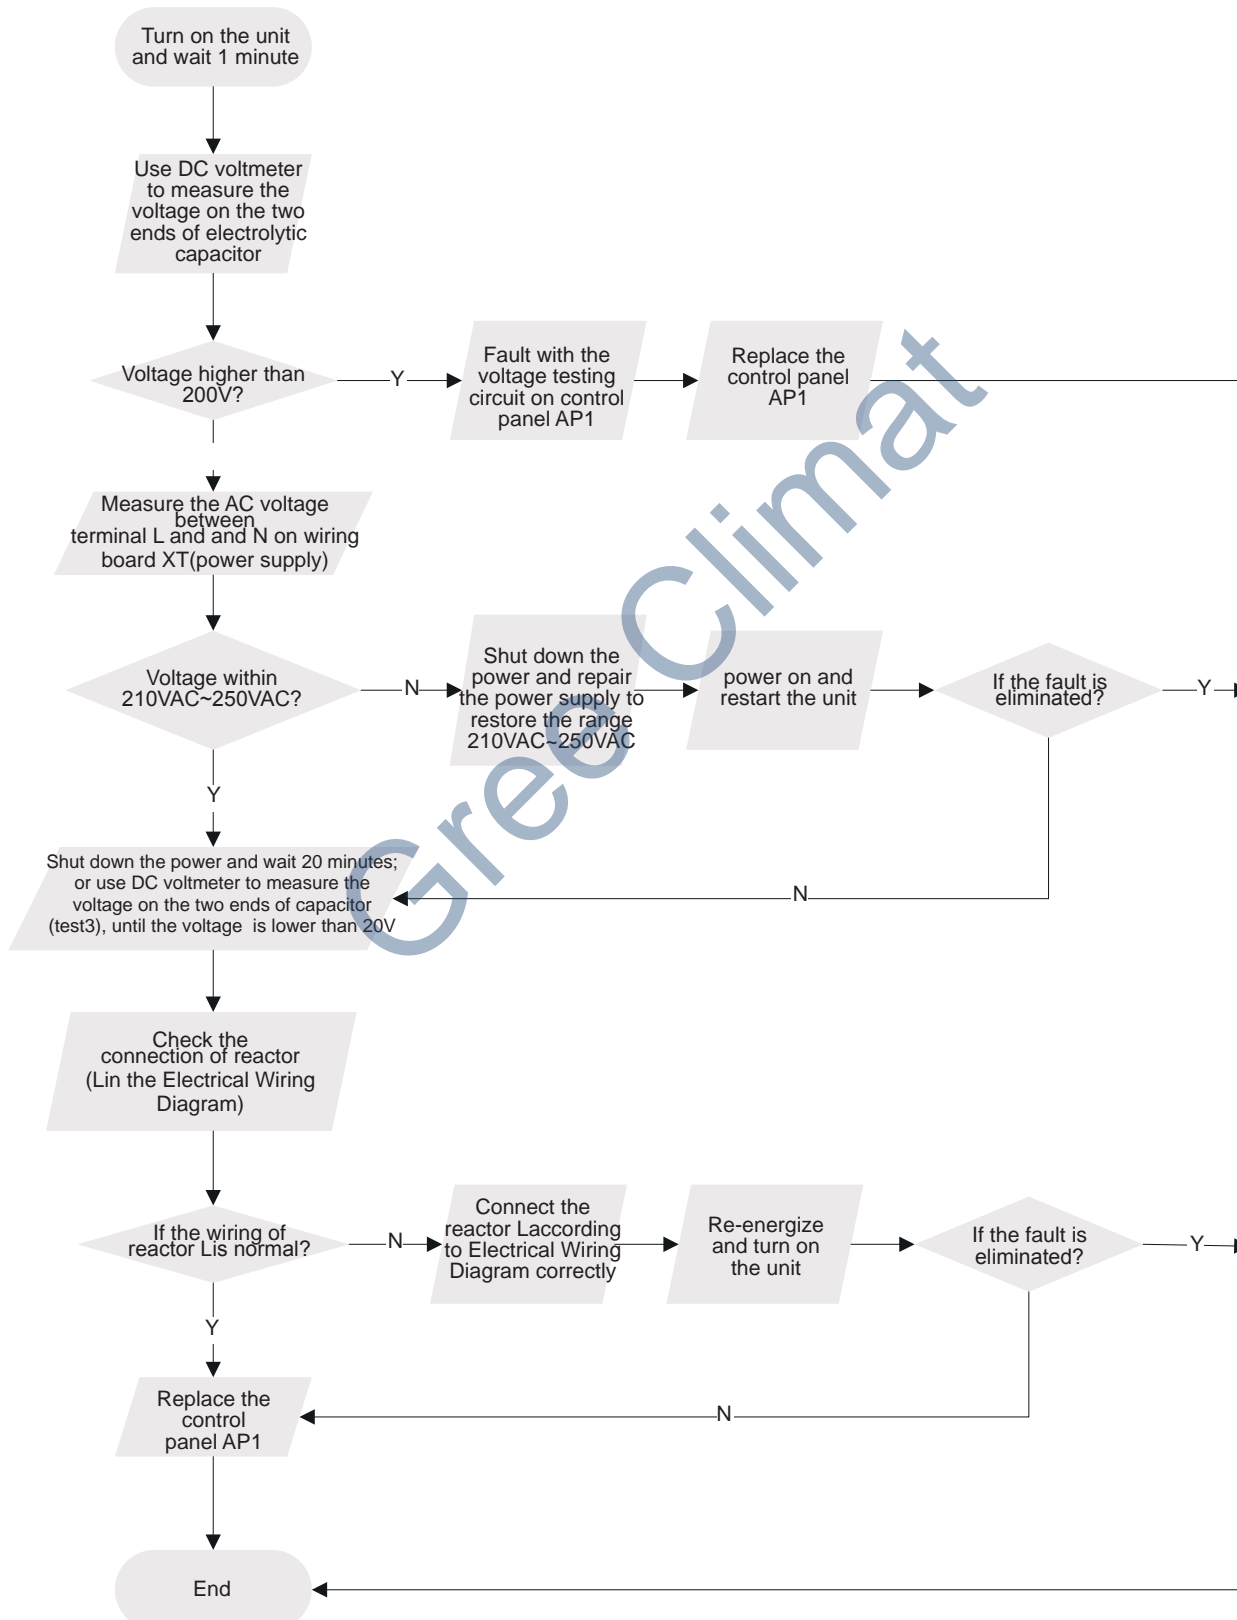 Turn on the unit
and wait 1 minute
Use DC voltmeter
to measure the
voltage on the two
ends of electrolytic
capacitor
Voltage higher than
200V?
Y
Fault with the
voltage testing
circuit on control
panel AP1
Replace the
control panel
AP1
Measure the AC voltage
between
terminal L and and N on wiring
board XT(power supply)
Voltage within
210VAC~250VAC?
N
Shut down the
power and repair
the power supply to
restore the range
210VAC~250VAC
power on and
restart the unit
If the fault is
eliminated?
Y
Y
Shut down the power and wait 20 minutes;
or use DC voltmeter to measure the
voltage on the two ends of capacitor
(test3), until the voltage is lower than 20V
N
Check the
connection of reactor
(Lin the Electrical Wiring
Diagram)
If the wiring of
reactor Lis normal?
N
Connect the
reactor Laccording
to Electrical Wiring
Diagram correctly
Re-energize
and turn on
the unit
If the fault is
eliminated?
Y
Y
Replace the
control
panel AP1
N
End
Gree Climat